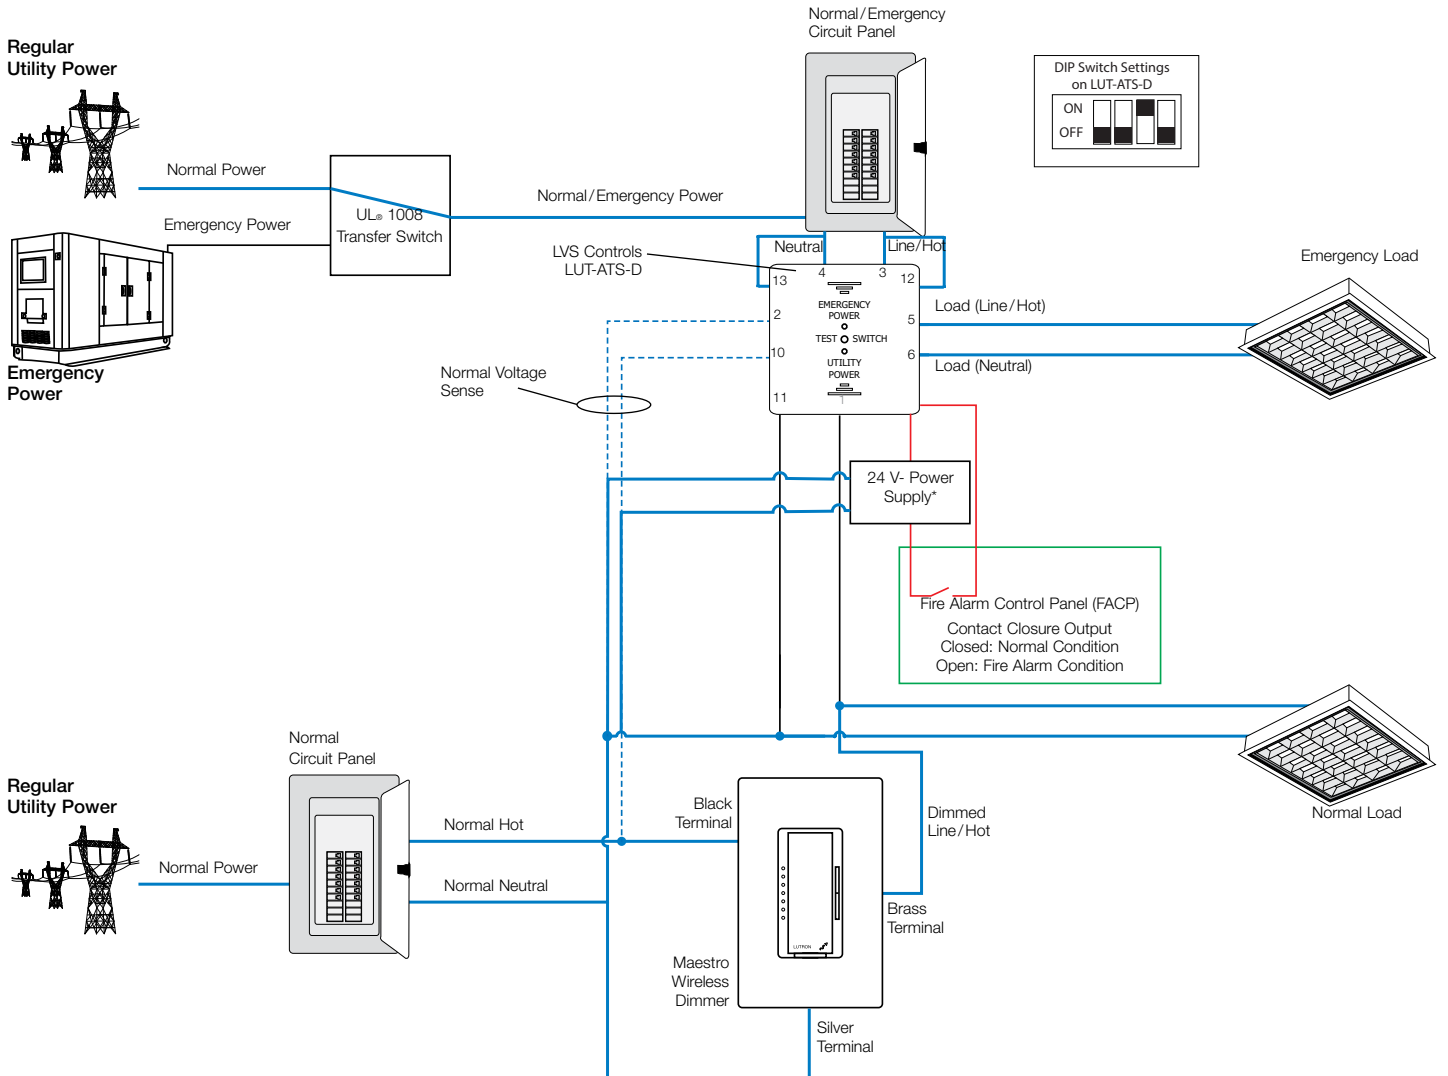 Normal/Emergency
Circuit Panel
Regular
Utility Power
DIP Switch Settings
on LUT-ATS-D
ON
OFF
Normal Power
Normal/Emergency Power
UL® 1008
Transfer Switch
Emergency Power
Emergency
Power
LVS Controls
LUT-ATS-D
Neutral
Line/Hot
4
3
13
12
2
EMERGENCY
POWER
5
TEST
SWITCH
10
6
UTILITY
POWER
11
1
Load (Line/Hot)
Load (Neutral)
Emergency Load
Normal Voltage
Sense
24 V- Power
Supply*
Fire Alarm Control Panel (FACP)
Contact Closure Output
Closed: Normal Condition
Open: Fire Alarm Condition
Normal
Circuit Panel
Regular
Utility Power
Normal Power
Normal Hot
Normal Neutral
Black
Terminal
Dimmed
Line/Hot
Normal Load
LUTRON
Brass
Terminal
Maestro
Wireless
Dimmer
Silver
Terminal